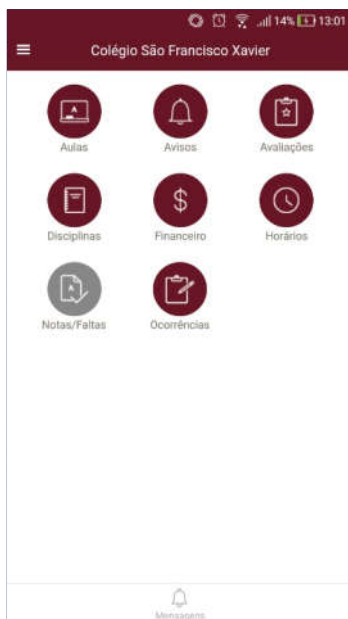 14% 13:01
Colégio São Francisco Xavier
Aulas Avisos Avaliações
Disciplinas Financeiro Horários
Notas/Faltas Ocorrências
Mensagens